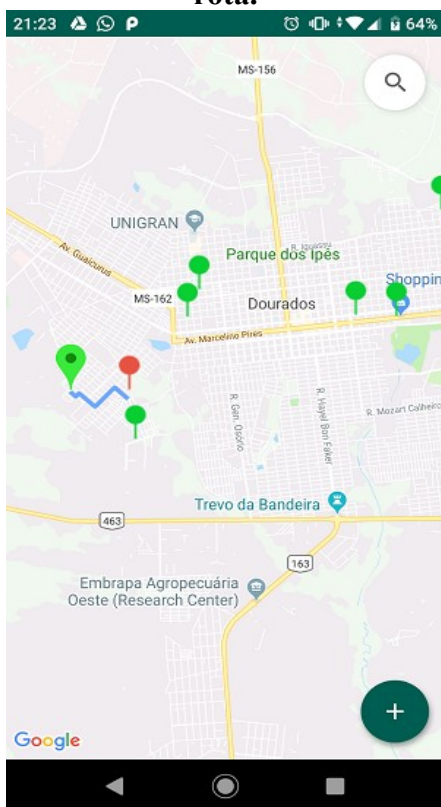 rota.
21:23
64%
MS-156
UNIGRAN
R. Iguassu
Av. Guaicurus
Parque dos Ipês
Shoppin
MS-162
Dourados
Av. Marcelino Pires
R. Gen. Osório
R. Hayel Bon Faker
R. Mozart Calheiro
Trevo da Bandeira
463
163
Embrapa Agropecuária
Oeste (Research Center)
Google